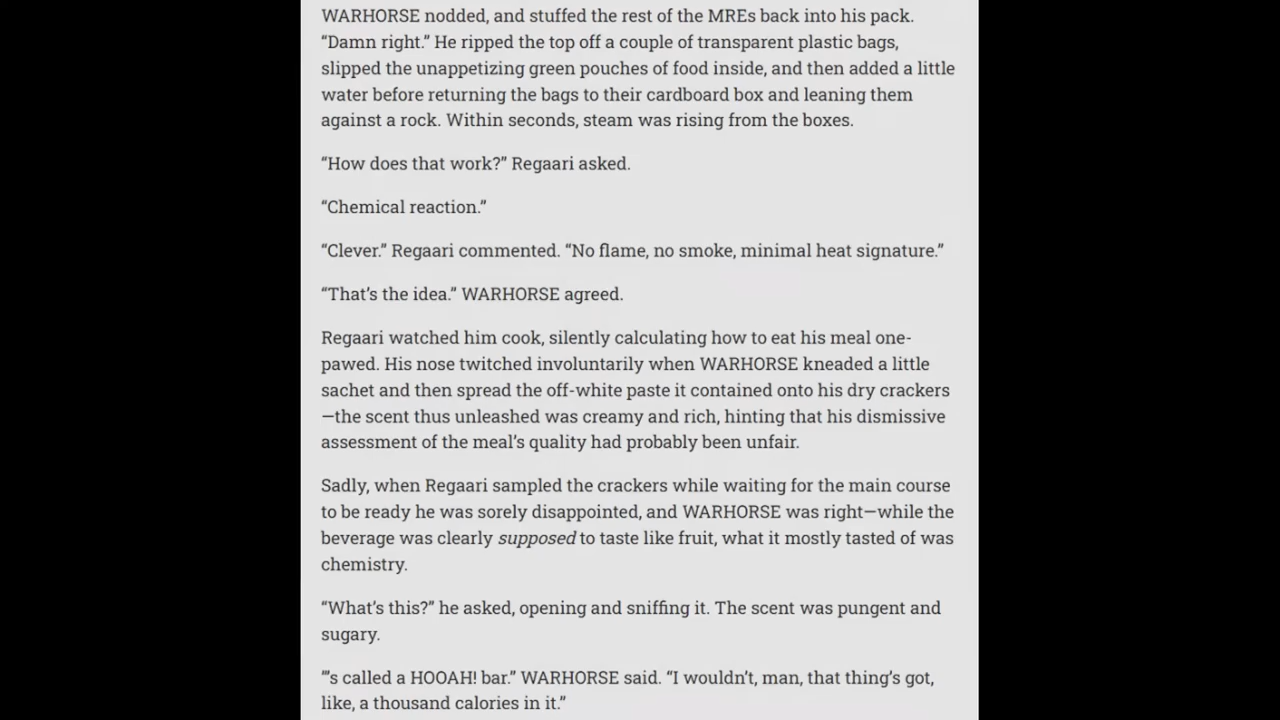 WARHORSE nodded, and stuffed the rest of the MREs back into his pack.
“Damn right.” He ripped the top off a couple of transparent plastic bags,
slipped the unappetizing green pouches of food inside, and then added a little
water before returning the bags to their cardboard box and leaning them
against a rock. Within seconds, steam was rising from the boxes.
“How does that work?” Regaari asked.
“Chemical reaction.”
“Clever.” Regaari commented. “No flame, no smoke, minimal heat signature.”
“That’s the idea.” WARHORSE agreed.
Regaari watched him cook, silently calculating how to eat his meal one-
pawed. His nose twitched involuntarily when WARHORSE kneaded a little
sachet and then spread the off-white paste it contained onto his dry crackers
—the scent thus unleashed was creamy and rich, hinting that his dismissive
assessment of the meal’s quality had probably been unfair.
Sadly, when Regaari sampled the crackers while waiting for the main course
to be ready he was sorely disappointed, and WARHORSE was right—while the
beverage was clearly supposed to taste like fruit, what it mostly tasted of was
chemistry.
“What’s this?” he asked, opening and sniffing it. The scent was pungent and
sugary.
“’s called a HOOAH! bar.” WARHORSE said. “I wouldn’t, man, that thing’s got,
like, a thousand calories in it.”